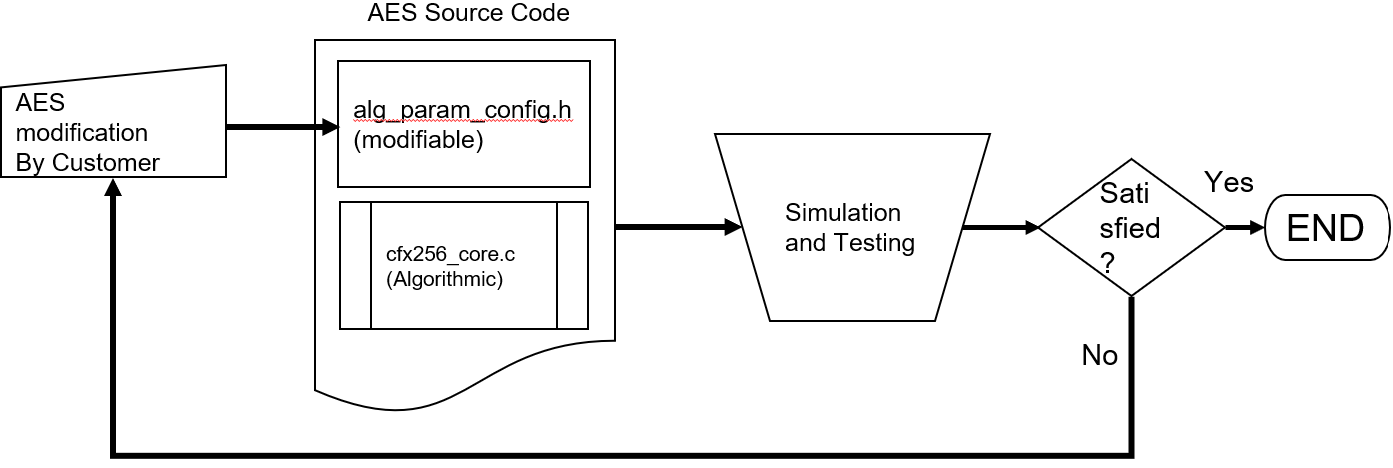 AES Source Code
AES
modification
By Customer
alg_param_config.h
(modifiable)
cfx256_core.c
(Algorithmic)
Simulation
and Testing
Sati
sfied
?
Yes
END
No